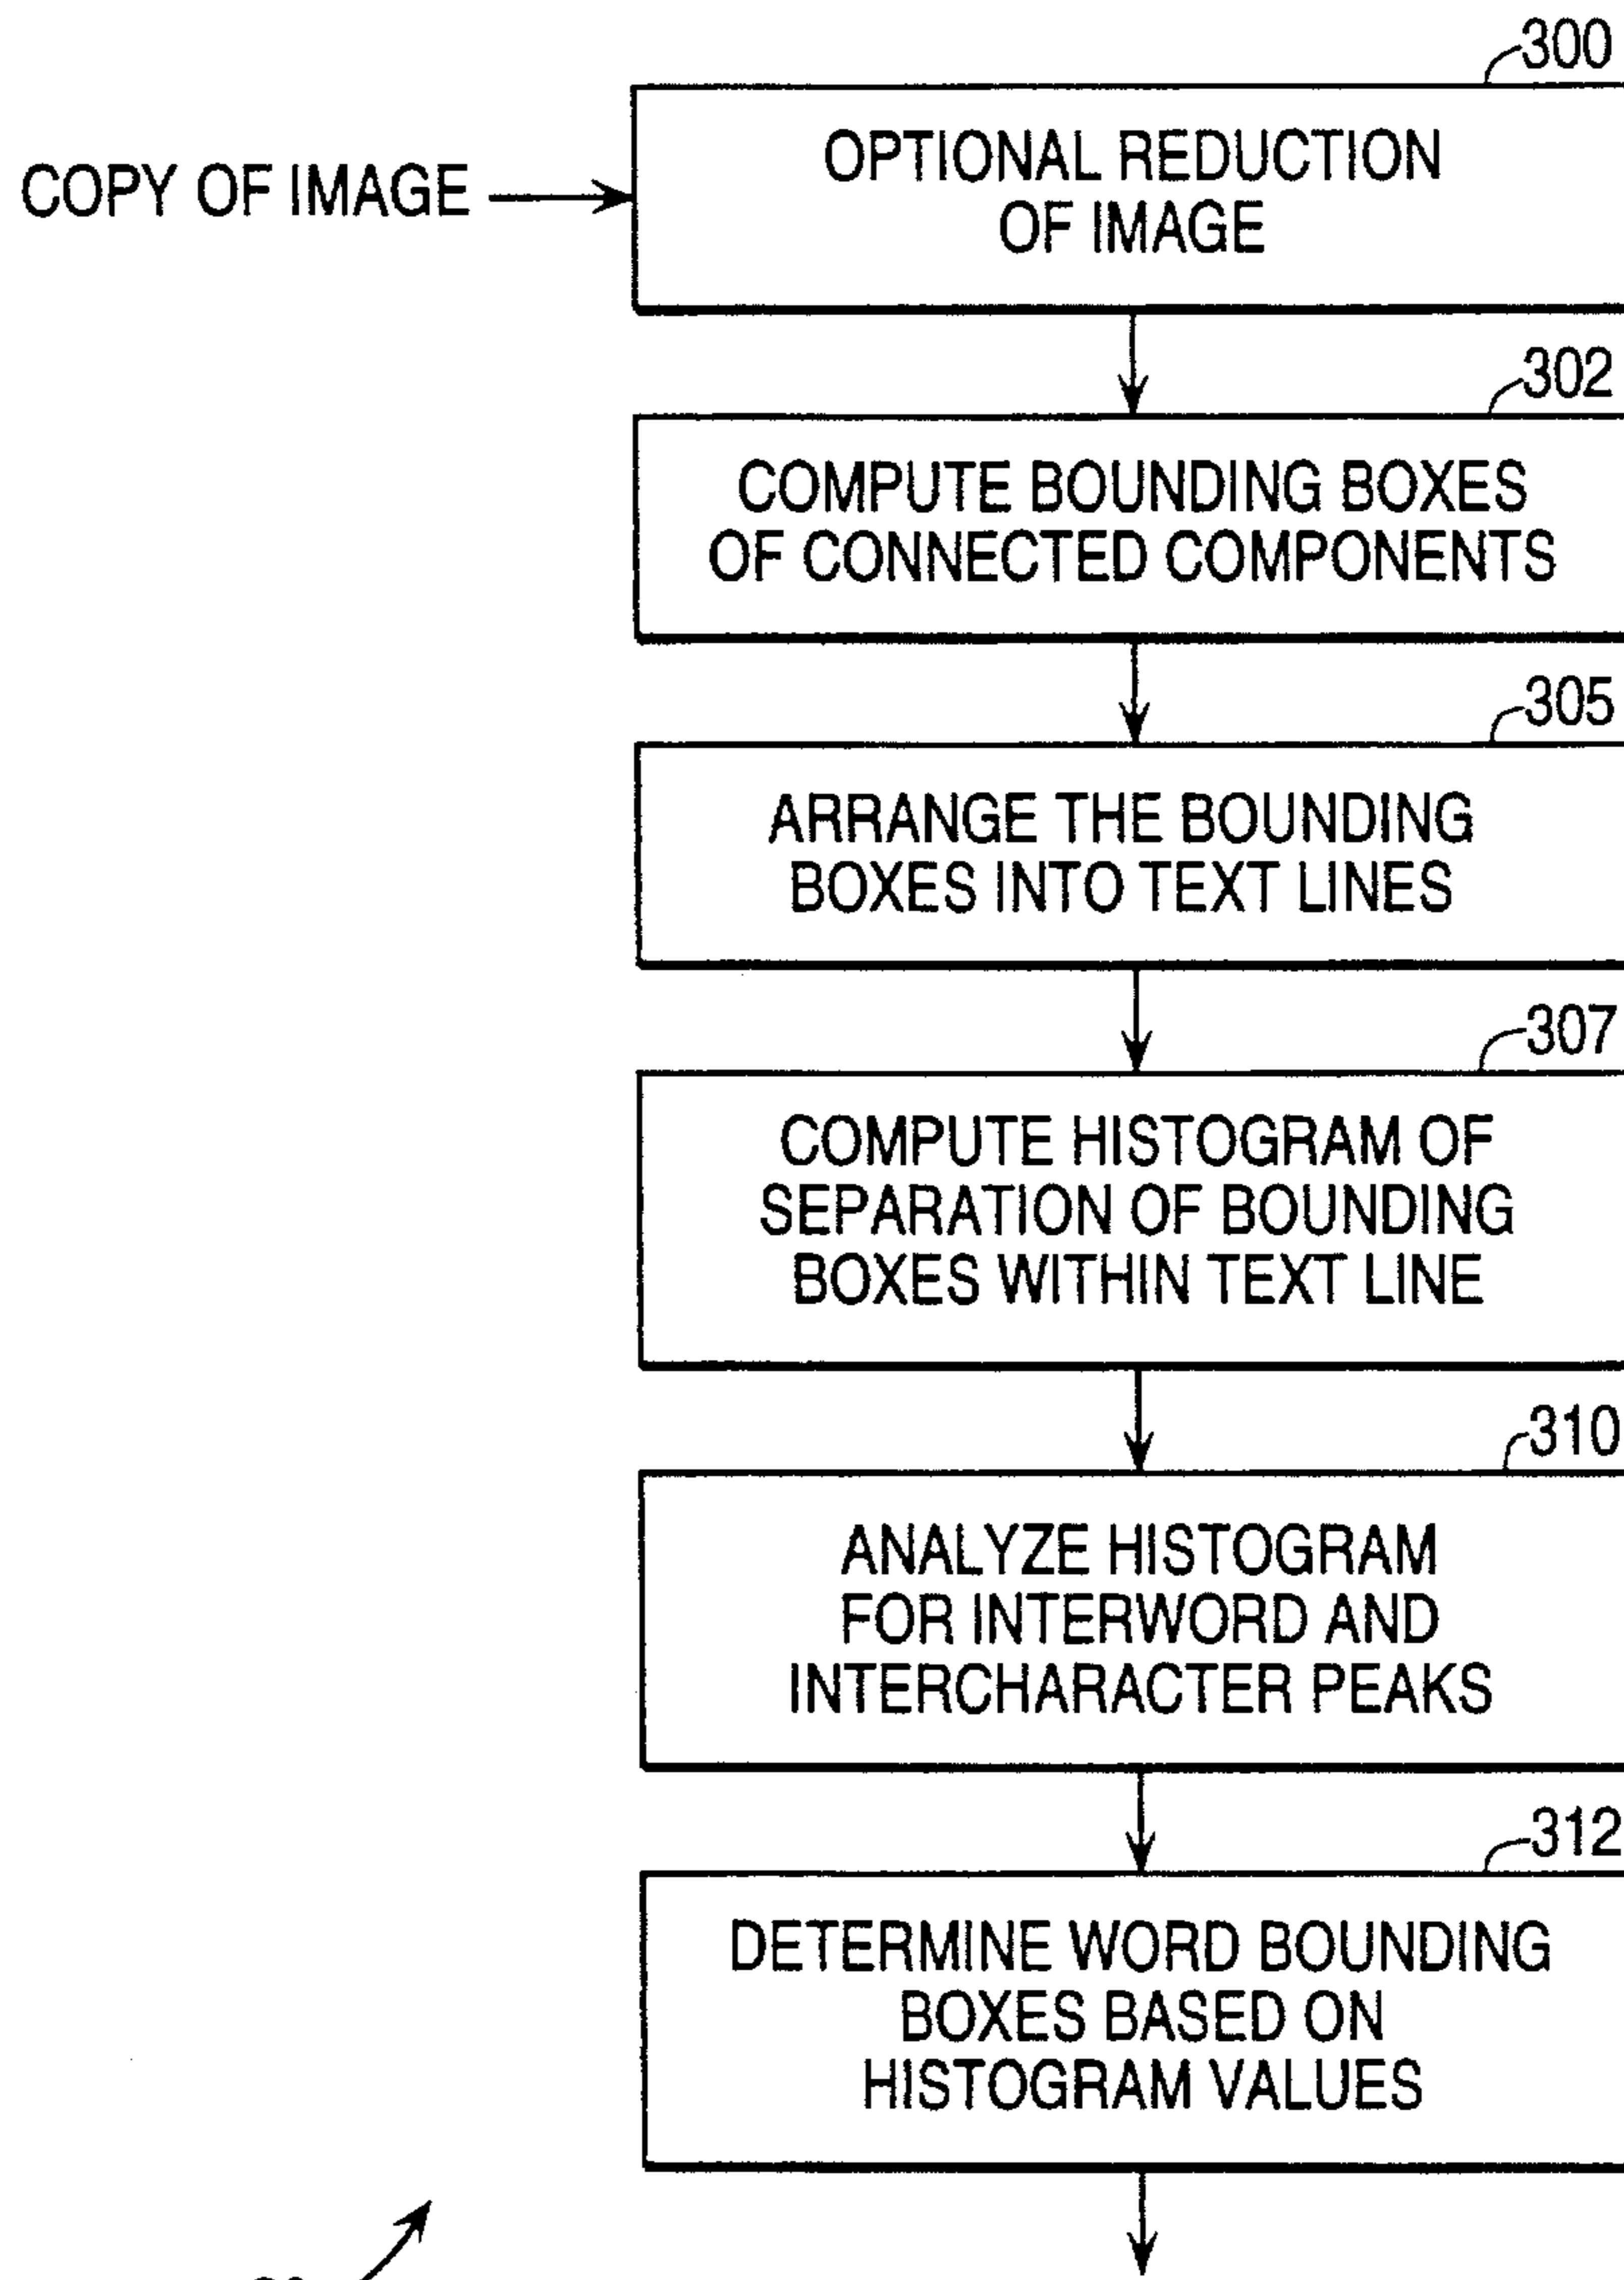 300
COPY OF IMAGE
OPTIONAL REDUCTION
OF IMAGE
302
COMPUTE BOUNDING BOXES
OF CONNECTED COMPONENTS
305
ARRANGE THE BOUNDING
BOXES INTO TEXT LINES
307
COMPUTE HISTOGRAM OF
SEPARATION OF BOUNDING
BOXES WITHIN TEXT LINE
310
ANALYZE HISTOGRAM
FOR INTERWORD AND
INTERCHARACTER PEAKS
312
DETERMINE WORD BOUNDING
BOXES BASED ON
HISTOGRAM VALUES